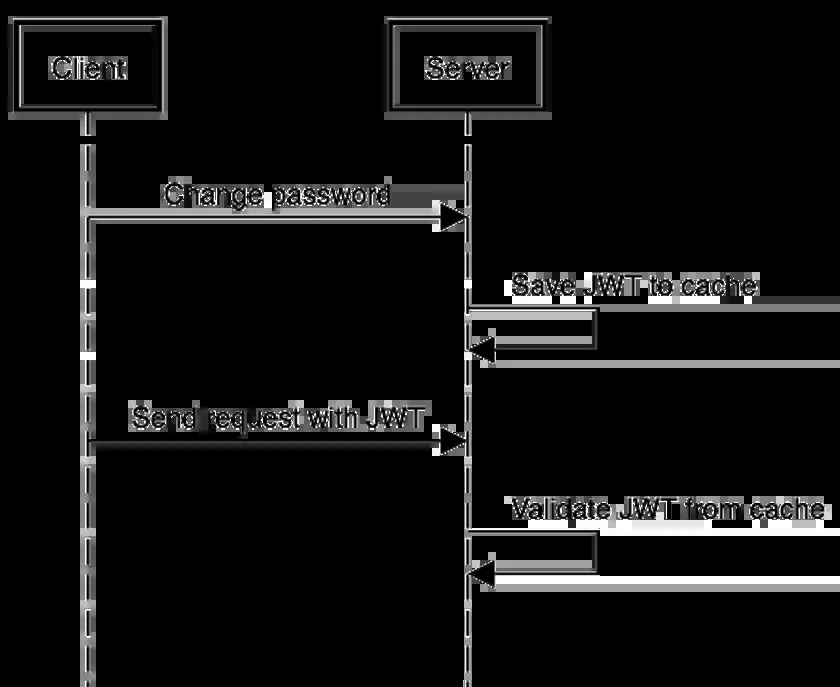 Client
Server
Change password
Save JWT to cache
Send request with JWT
Validate JWT from cache